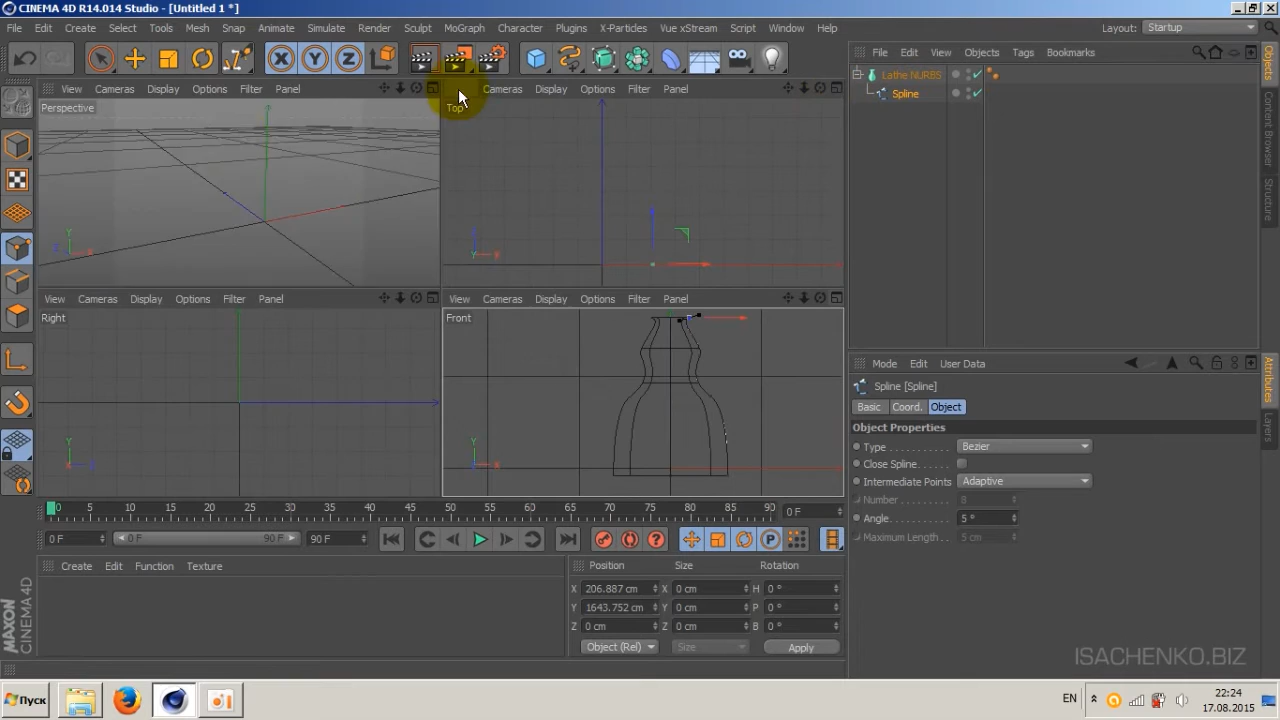 CINEMA 4D R14.014 Studio - [Untitled 1 *]
File Edit Create Select Tools Mesh Snap Animate Simulate Render Sculpt MoGraph Character Plugins X-Particles Vue xStream Script Window Help Layout: Startup
File Edit View Objects Tags Bookmarks
View Cameras Display Options Filter Panel
Cameras Display Options Filter Panel
Perspective
Top
Lathe NURBS
Spline
View Cameras Display Options Filter Panel
View Cameras Display Options Filter Panel
Right
Front
Mode Edit User Data
Spline [Spline]
Basic Coord. Object
Object Properties
Type Bezier
Close Spline
Intermediate Points Adaptive
Number 8
Angle 5 °
Maximum Length 5 cm
0 5 10 15 20 25 30 35 40 45 50 55 60 65 70 75 80 85 90 0 F
0 F 0 F 90 F 90 F
Create Edit Function Texture
Position Size Rotation
X 206.887 cm X 0 cm H 0 °
Y 1643.752 cm Y 0 cm P 0 °
Z 0 cm Z 0 cm B 0 °
Object (Rel) Size Apply
Objects
Content Browser
Structure
Attributes
Layers
MAXON
CINEMA 4D
ISACHENKO.BIZ
Пуск
EN
22:24
17.08.2015